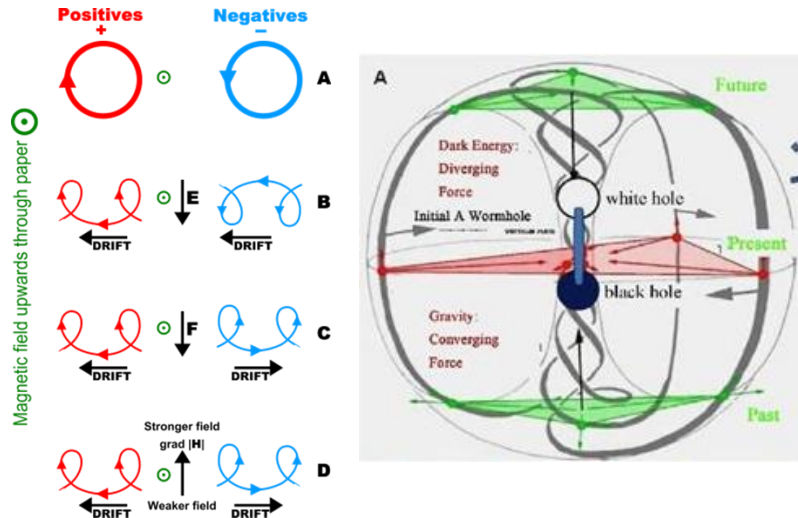 Positives
+
Negatives
−
A
Magnetic field upwards through paper
E
B
DRIFT
DRIFT
F
C
DRIFT
DRIFT
Stronger field
grad |H|
D
Weaker field
DRIFT
DRIFT
A
Future
Dark Energy:
Diverging
Force
white hole
Initial A Wormhole
Present
black hole
Gravity:
Converging
Force
Past